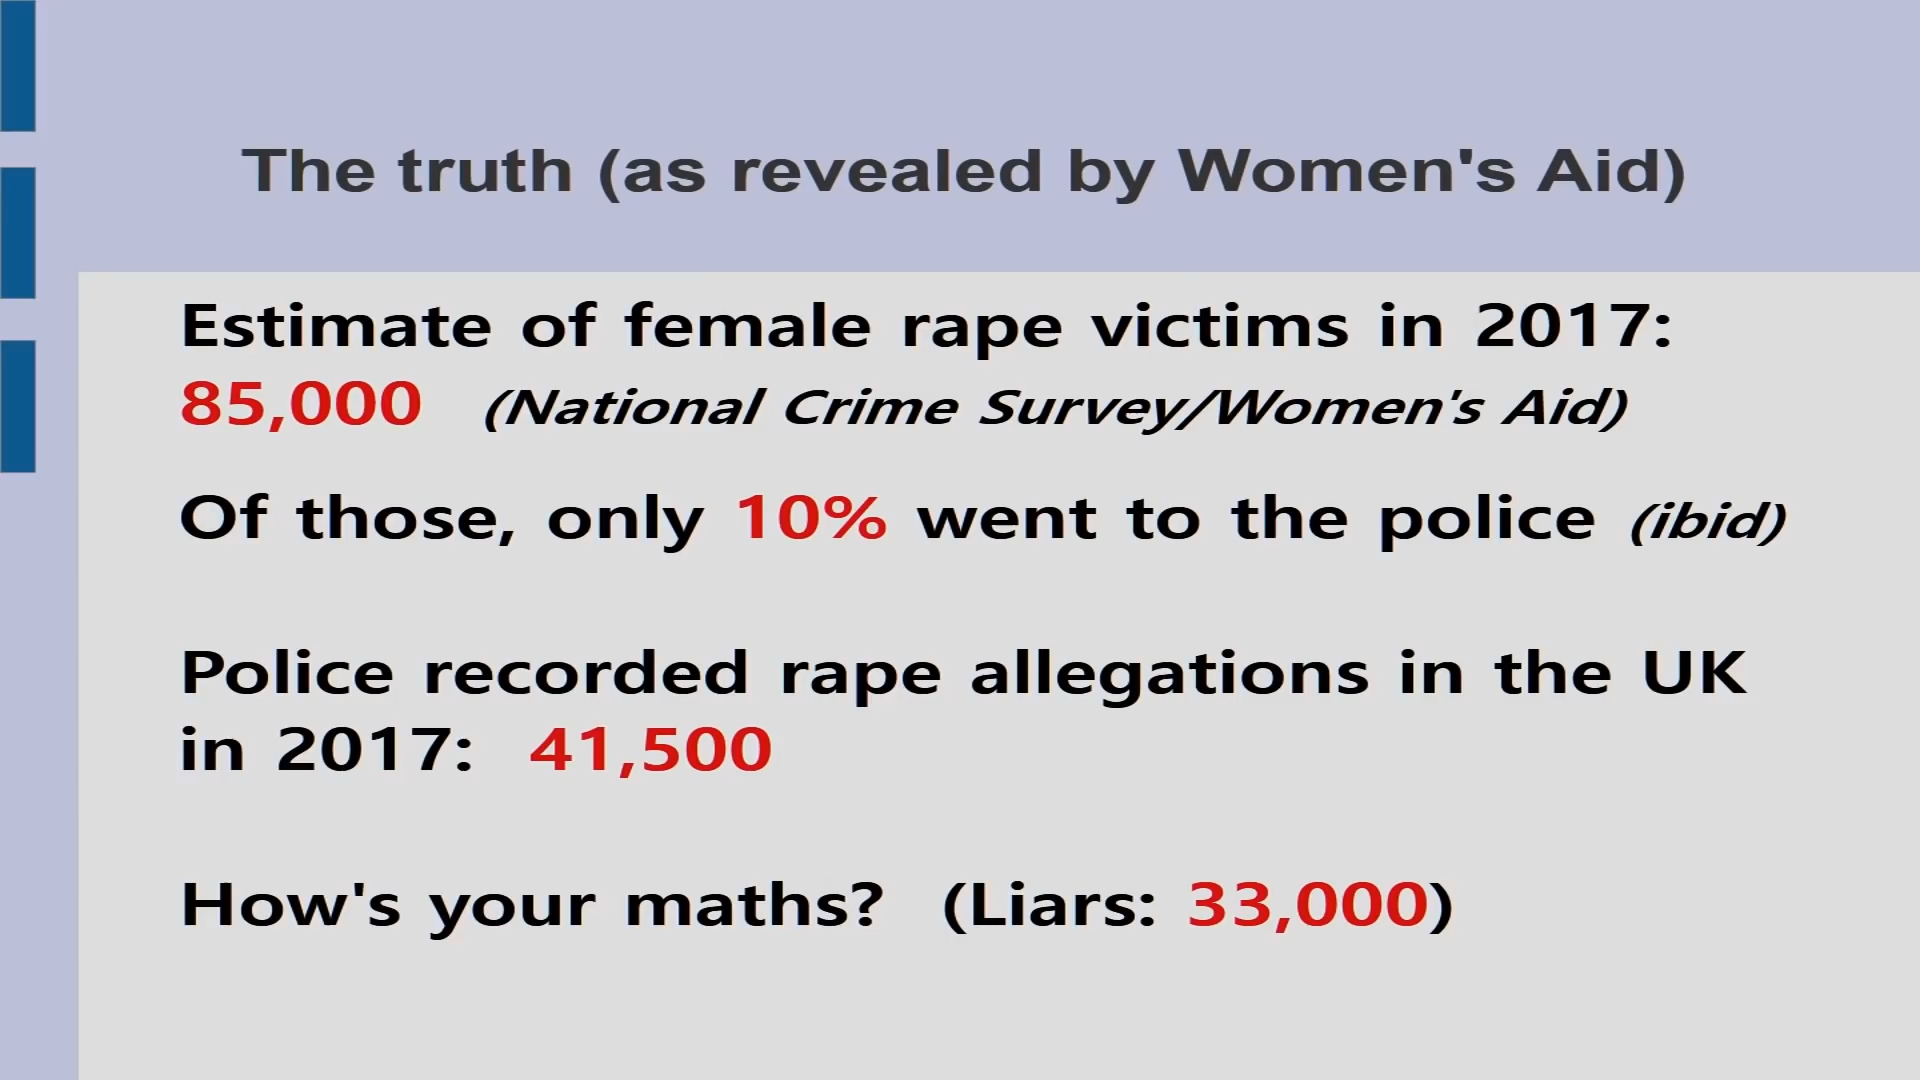 The truth (as revealed by Women's Aid)
Estimate of female rape victims in 2017:
85,000 (National Crime Survey/Women's Aid)
Of those, only 10% went to the police (ibid)
Police recorded rape allegations in the UK
in 2017: 41,500
How's your maths? (Liars: 33,000)